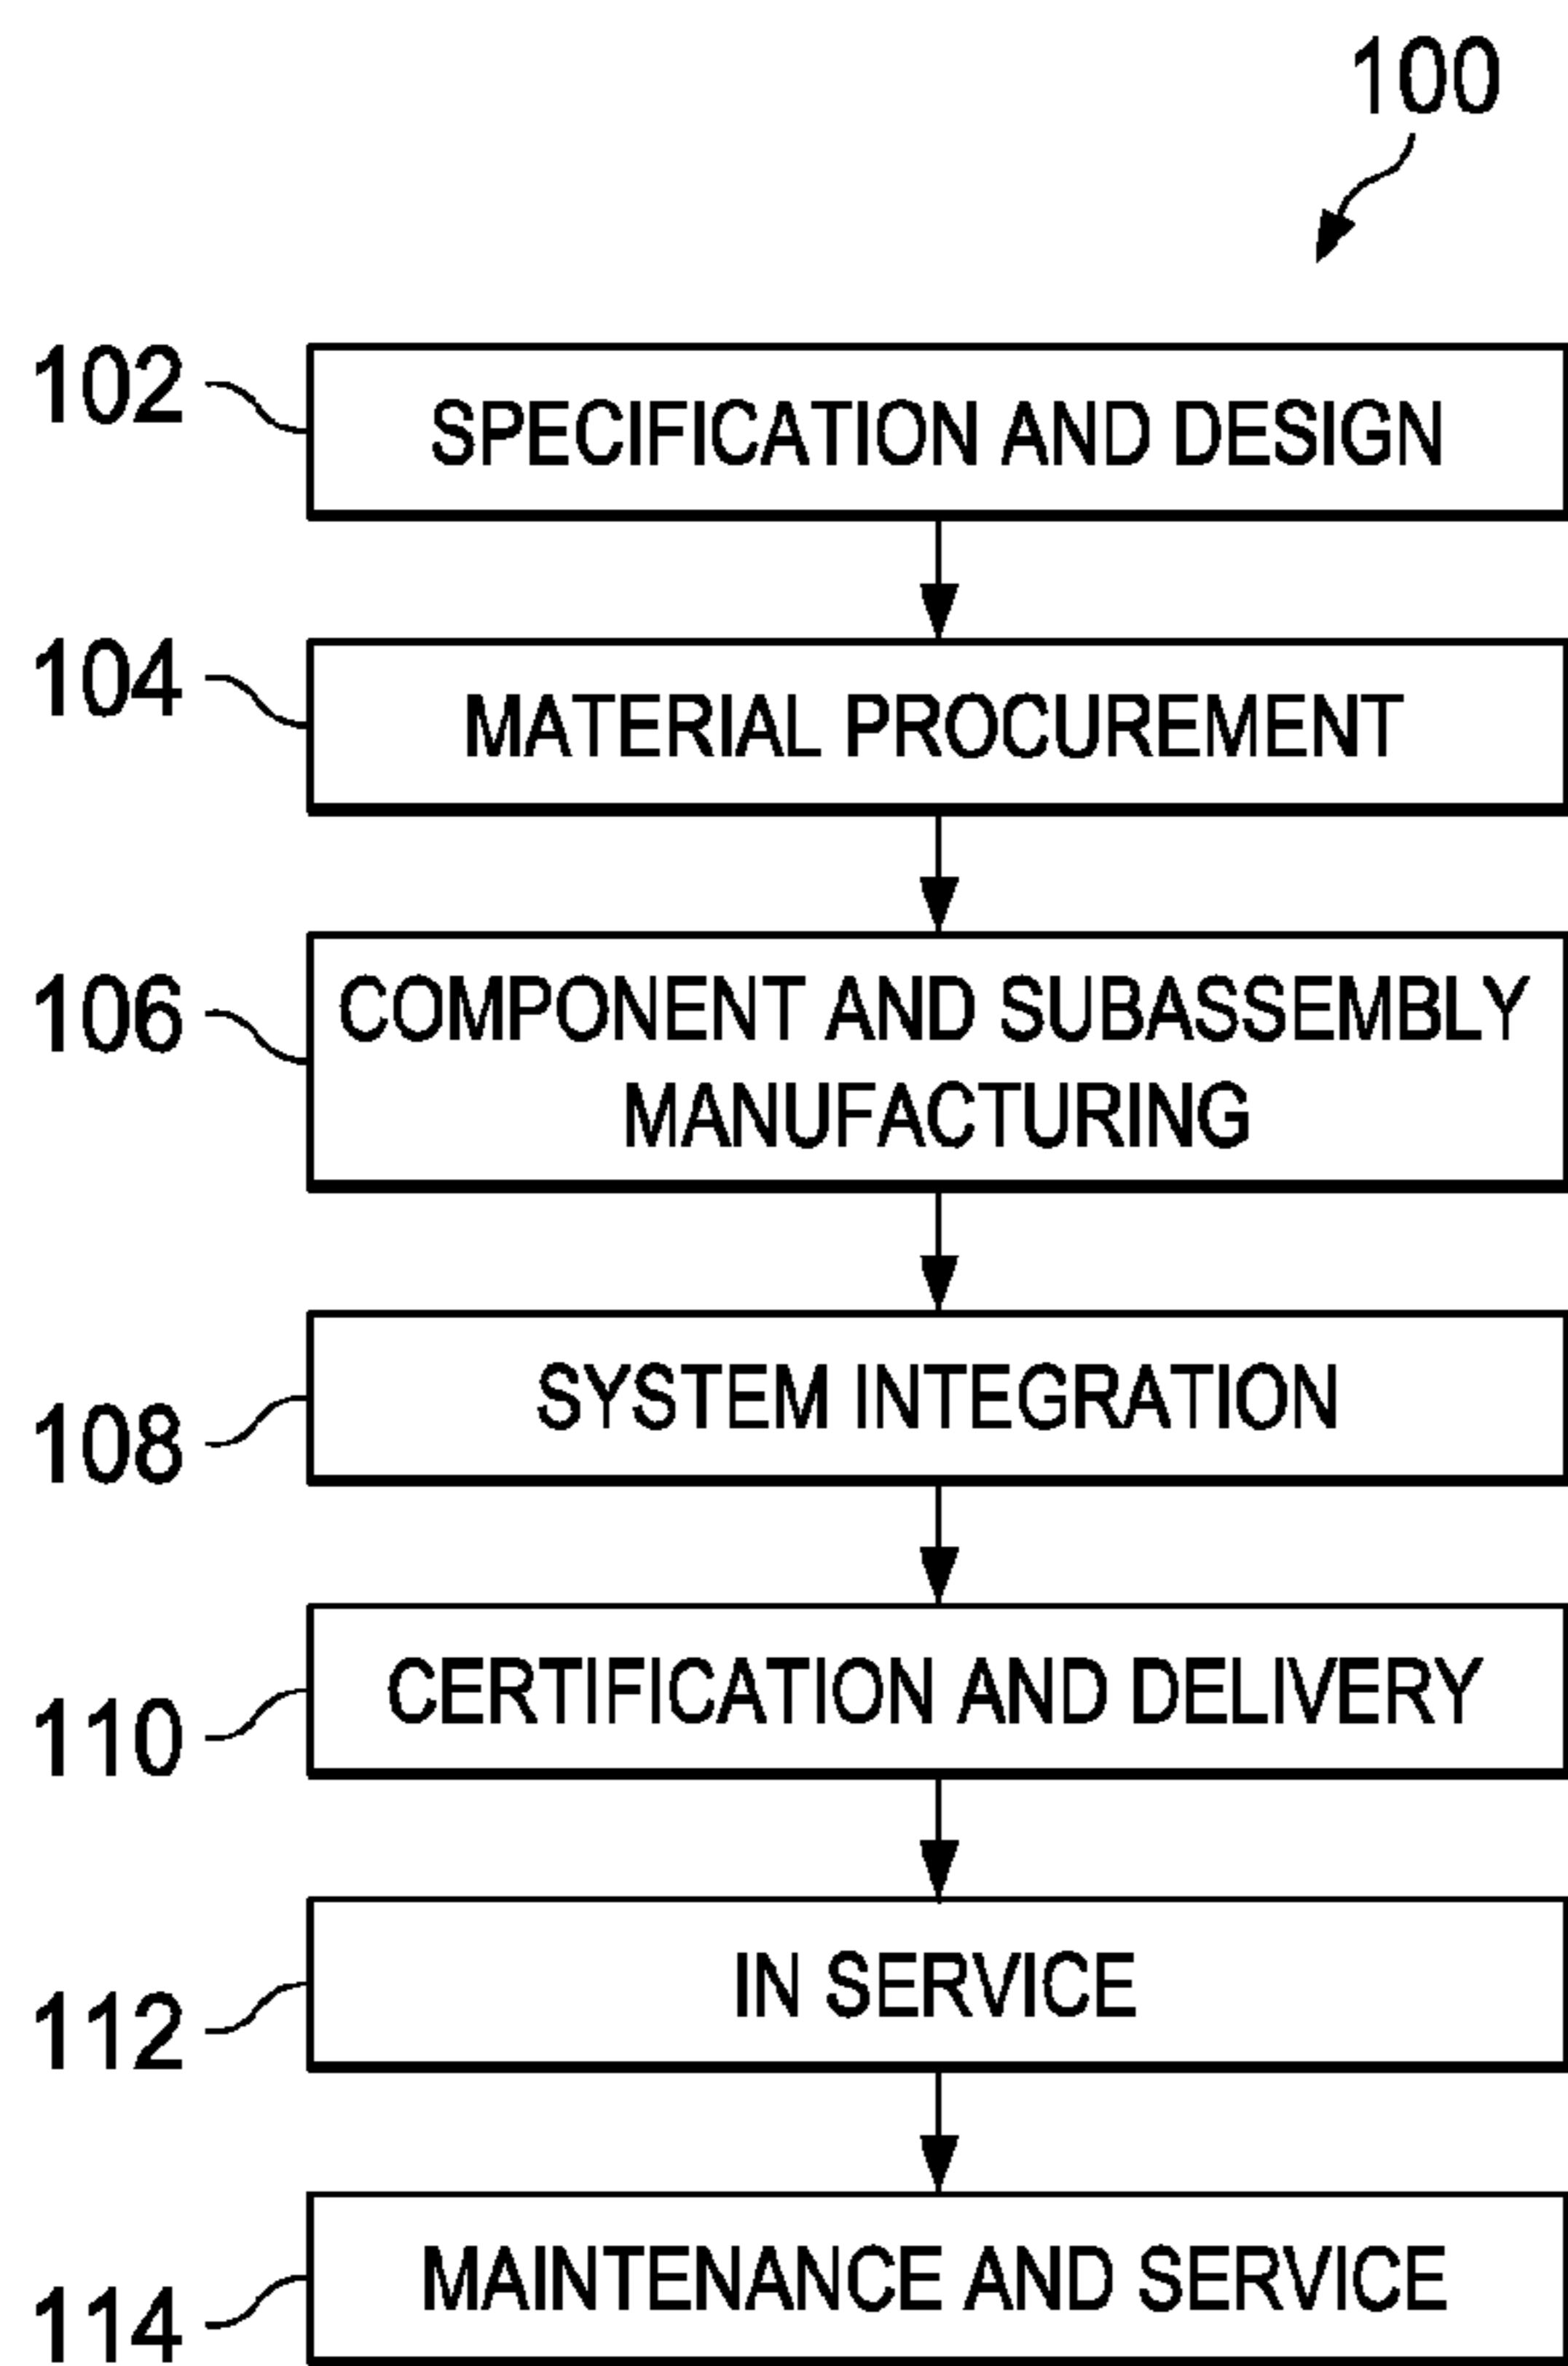 100
102
SPECIFICATION AND DESIGN
104
MATERIAL PROCUREMENT
106
COMPONENT AND SUBASSEMBLY
MANUFACTURING
108
SYSTEM INTEGRATION
110
CERTIFICATION AND DELIVERY
112
IN SERVICE
114
MAINTENANCE AND SERVICE